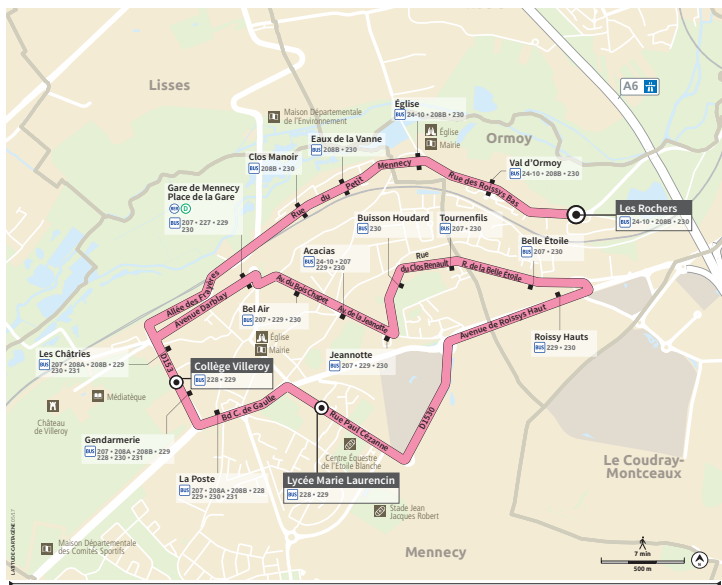 Lisses
A6
Maison Départementale
de l'Environnement
Église
BUS 24-10 • 208B • 230
Église
Mairie
Ormoy
Eaux de la Vanne
BUS 208B • 230
Clos Manoir
BUS 208B • 230
Val d'Ormoy
BUS 24-10 • 208B • 230
Rue du Petit Mennecy
Rue des Roissys Bas
Gare de Mennecy
Place de la Gare
RER D
BUS 207 • 227 • 229
230
Les Rochers
BUS 24-10 • 208B • 230
Buisson Houdard
BUS 230
Tournenfils
BUS 207 • 230
Belle Étoile
BUS 207 • 230
Acacias
BUS 24-10 • 207
229 • 230
Rue
du Clos Renault
R. de la Belle Étoile
Allée des Frayères
Avenue Darblay
Av. du Bois Chapet
Av. de la Jeanotte
Avenue de Roissys Haut
Bel Air
BUS 207 • 229 • 230
Église
Mairie
Roissy Hauts
BUS 229 • 230
Jeannotte
BUS 207 • 229 • 230
Les Châtries
BUS 207 • 208A • 208B • 229
230 • 231
D153
Collège Villeroy
BUS 228 • 229
Médiathèque
Château
de Villeroy
Bd C. de Gaulle
Rue Paul Cézanne
D1530
Gendarmerie
BUS 207 • 208A • 208B • 229
228 • 230 • 231
Centre Équestre
de l'Étoile Blanche
La Poste
BUS 207 • 208A • 208B • 228
229 • 230 • 231
Lycée Marie Laurencin
BUS 228 • 229
Le Coudray-
Montceaux
Stade Jean
Jacques Robert
Maison Départementale
des Comités Sportifs
Mennecy
7 min
500 m
N